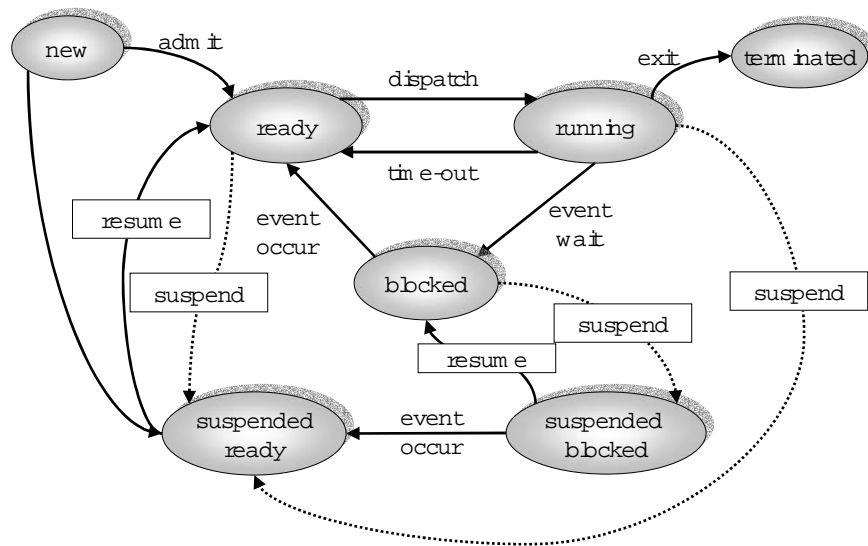 new
admit
exit
terminated
dispatch
ready
running
time-out
resume
event
occur
event
wait
suspend
blocked
suspend
suspend
resume
suspended
ready
event
occur
suspended
blocked